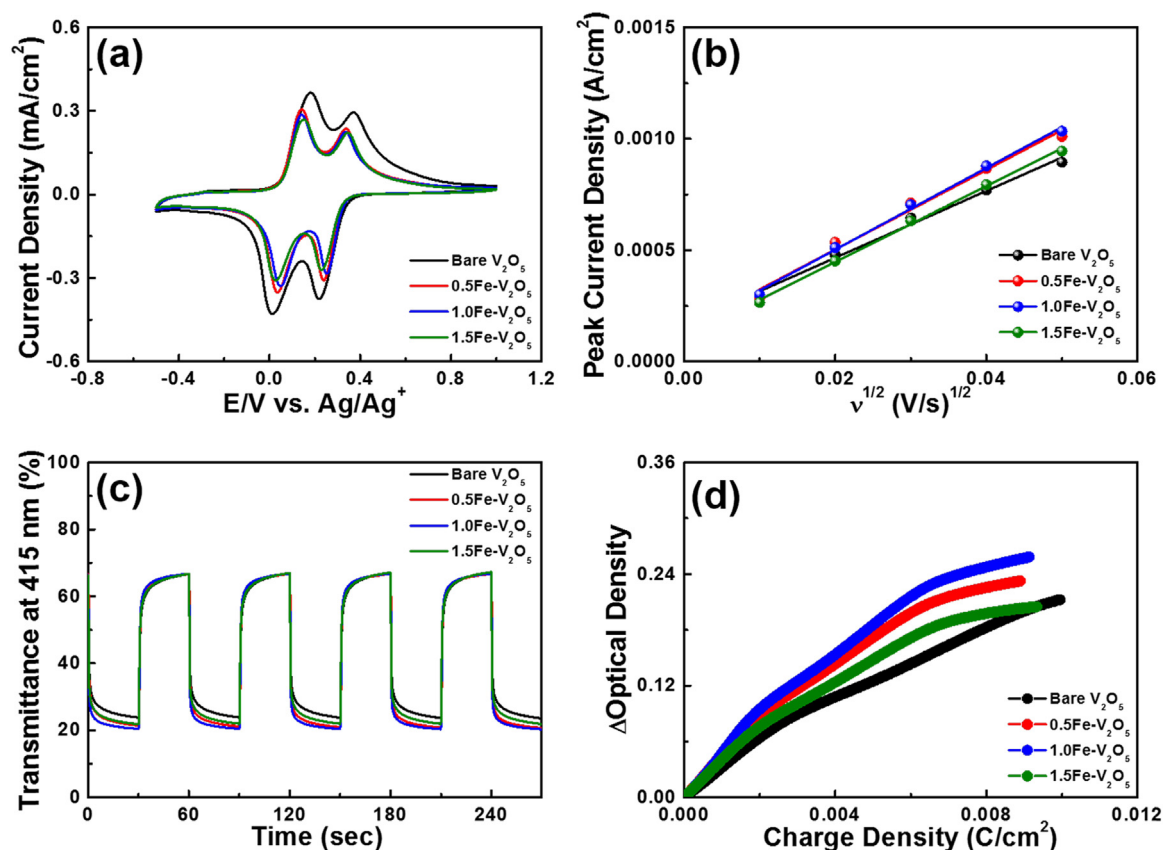 (a)
Current Density (mA/cm²)
0.6
0.3
0.0
-0.3
-0.6
-0.8
-0.4
0.0
0.4
0.8
1.2
E/V vs. Ag/Ag⁺
Bare V₂O₅
0.5Fe-V₂O₅
1.0Fe-V₂O₅
1.5Fe-V₂O₅
(b)
Peak Current Density (A/cm²)
0.0015
0.0010
0.0005
0.0000
0.00
0.02
0.04
0.06
ν¹ᐟ² (V/s)¹ᐟ²
Bare V₂O₅
0.5Fe-V₂O₅
1.0Fe-V₂O₅
1.5Fe-V₂O₅
(c)
Transmittance at 415 nm (%)
100
80
60
40
20
0
0
60
120
180
240
Time (sec)
Bare V₂O₅
0.5Fe-V₂O₅
1.0Fe-V₂O₅
1.5Fe-V₂O₅
(d)
ΔOptical Density
0.36
0.24
0.12
0.00
0.000
0.004
0.008
0.012
Charge Density (C/cm²)
Bare V₂O₅
0.5Fe-V₂O₅
1.0Fe-V₂O₅
1.5Fe-V₂O₅